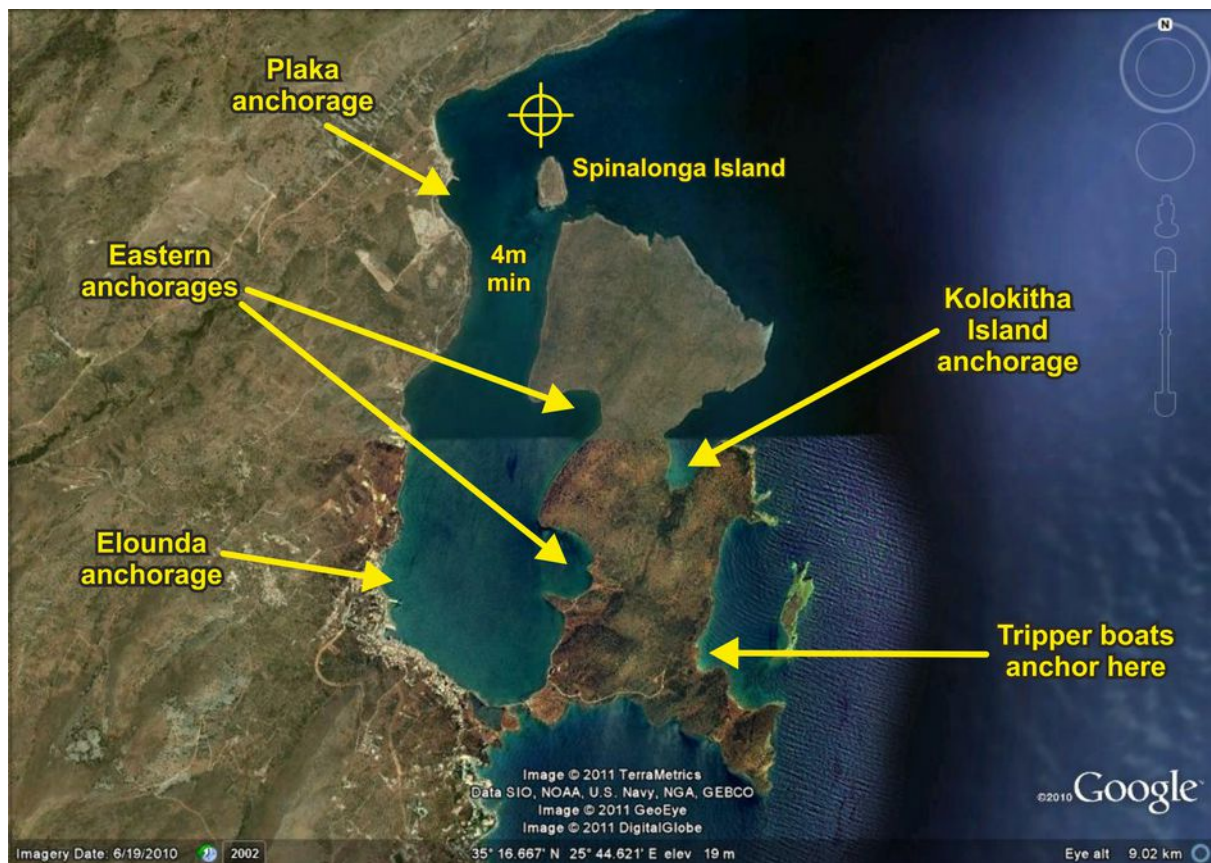 N
Plaka
anchorage
Spinalonga Island
4m
min
Eastern
anchorages
Kolokitha
Island
anchorage
Elounda
anchorage
Tripper boats
anchor here
Image © 2011 TerraMetrics
Data SIO, NOAA, U.S. Navy, NGA, GEBCO
Image © 2011 GeoEye
Image © 2011 DigitalGlobe
©2010 Google™
Imagery Date: 6/19/2010 2002 35° 16.667' N 25° 44.621' E elev 19 m Eye alt 9.02 km